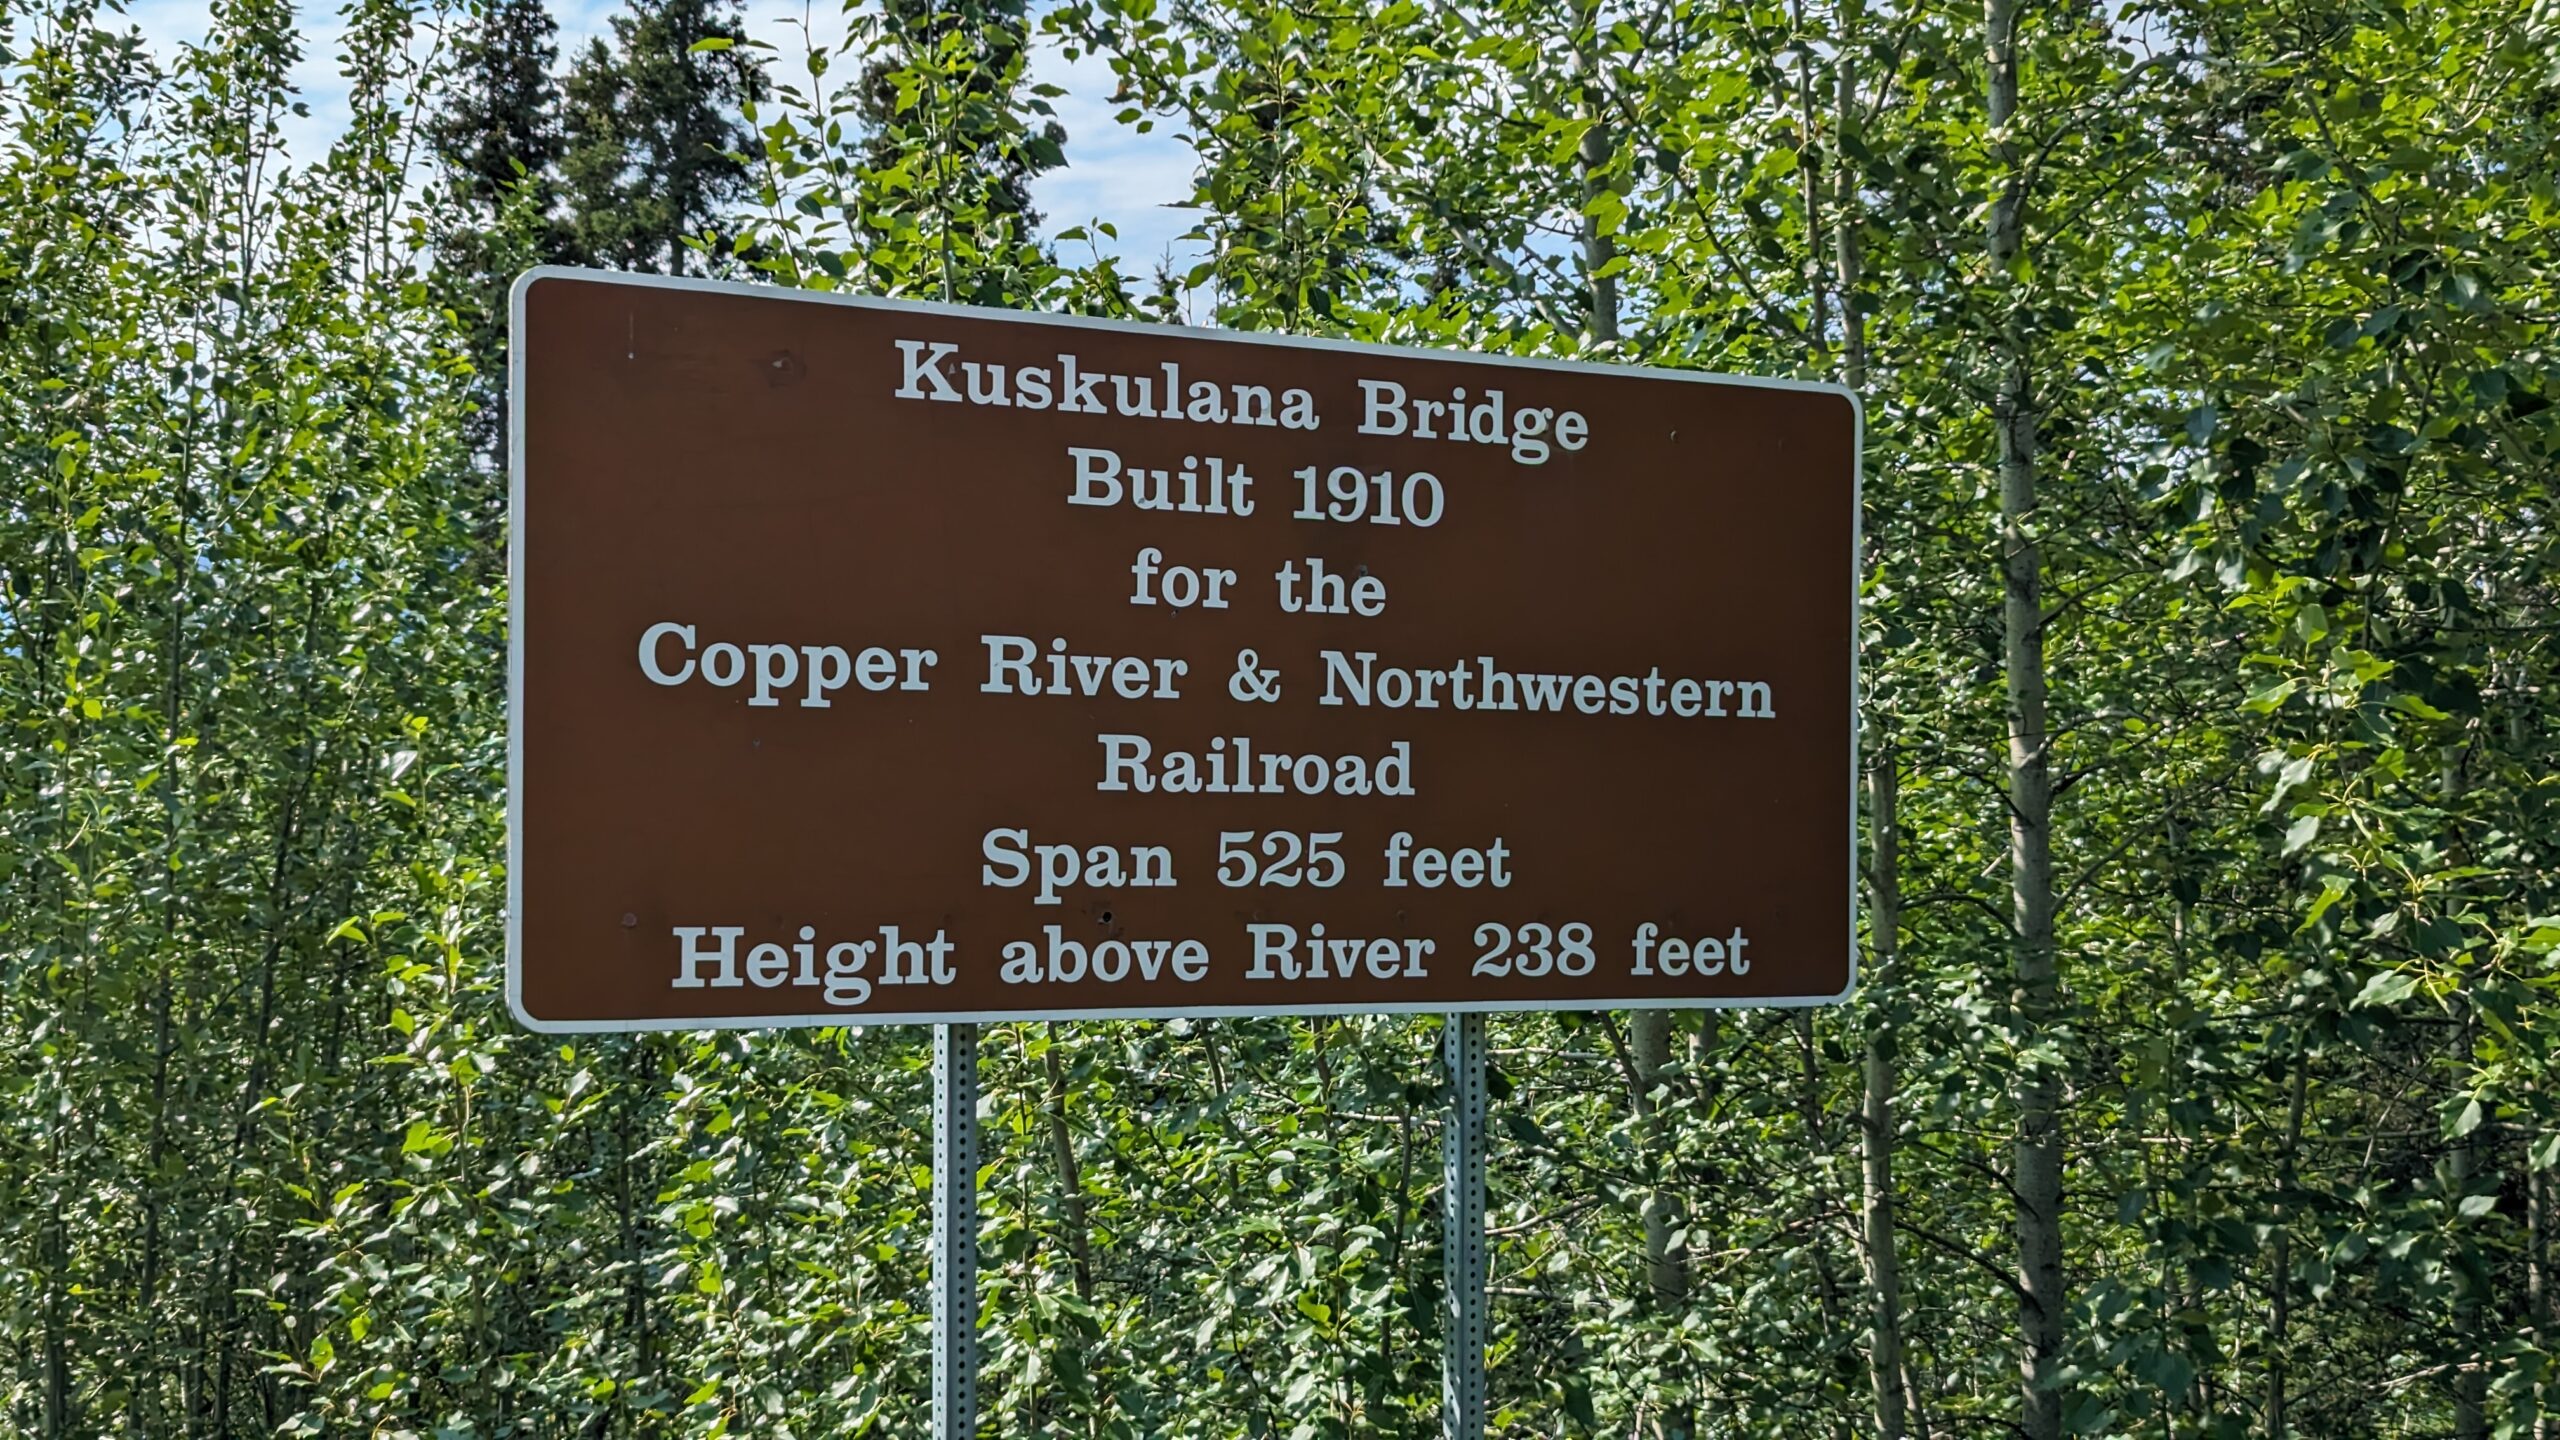 Kuskulana Bridge
Built 1910
for the
Copper River & Northwestern
Railroad
Span 525 feet
Height above River 238 feet